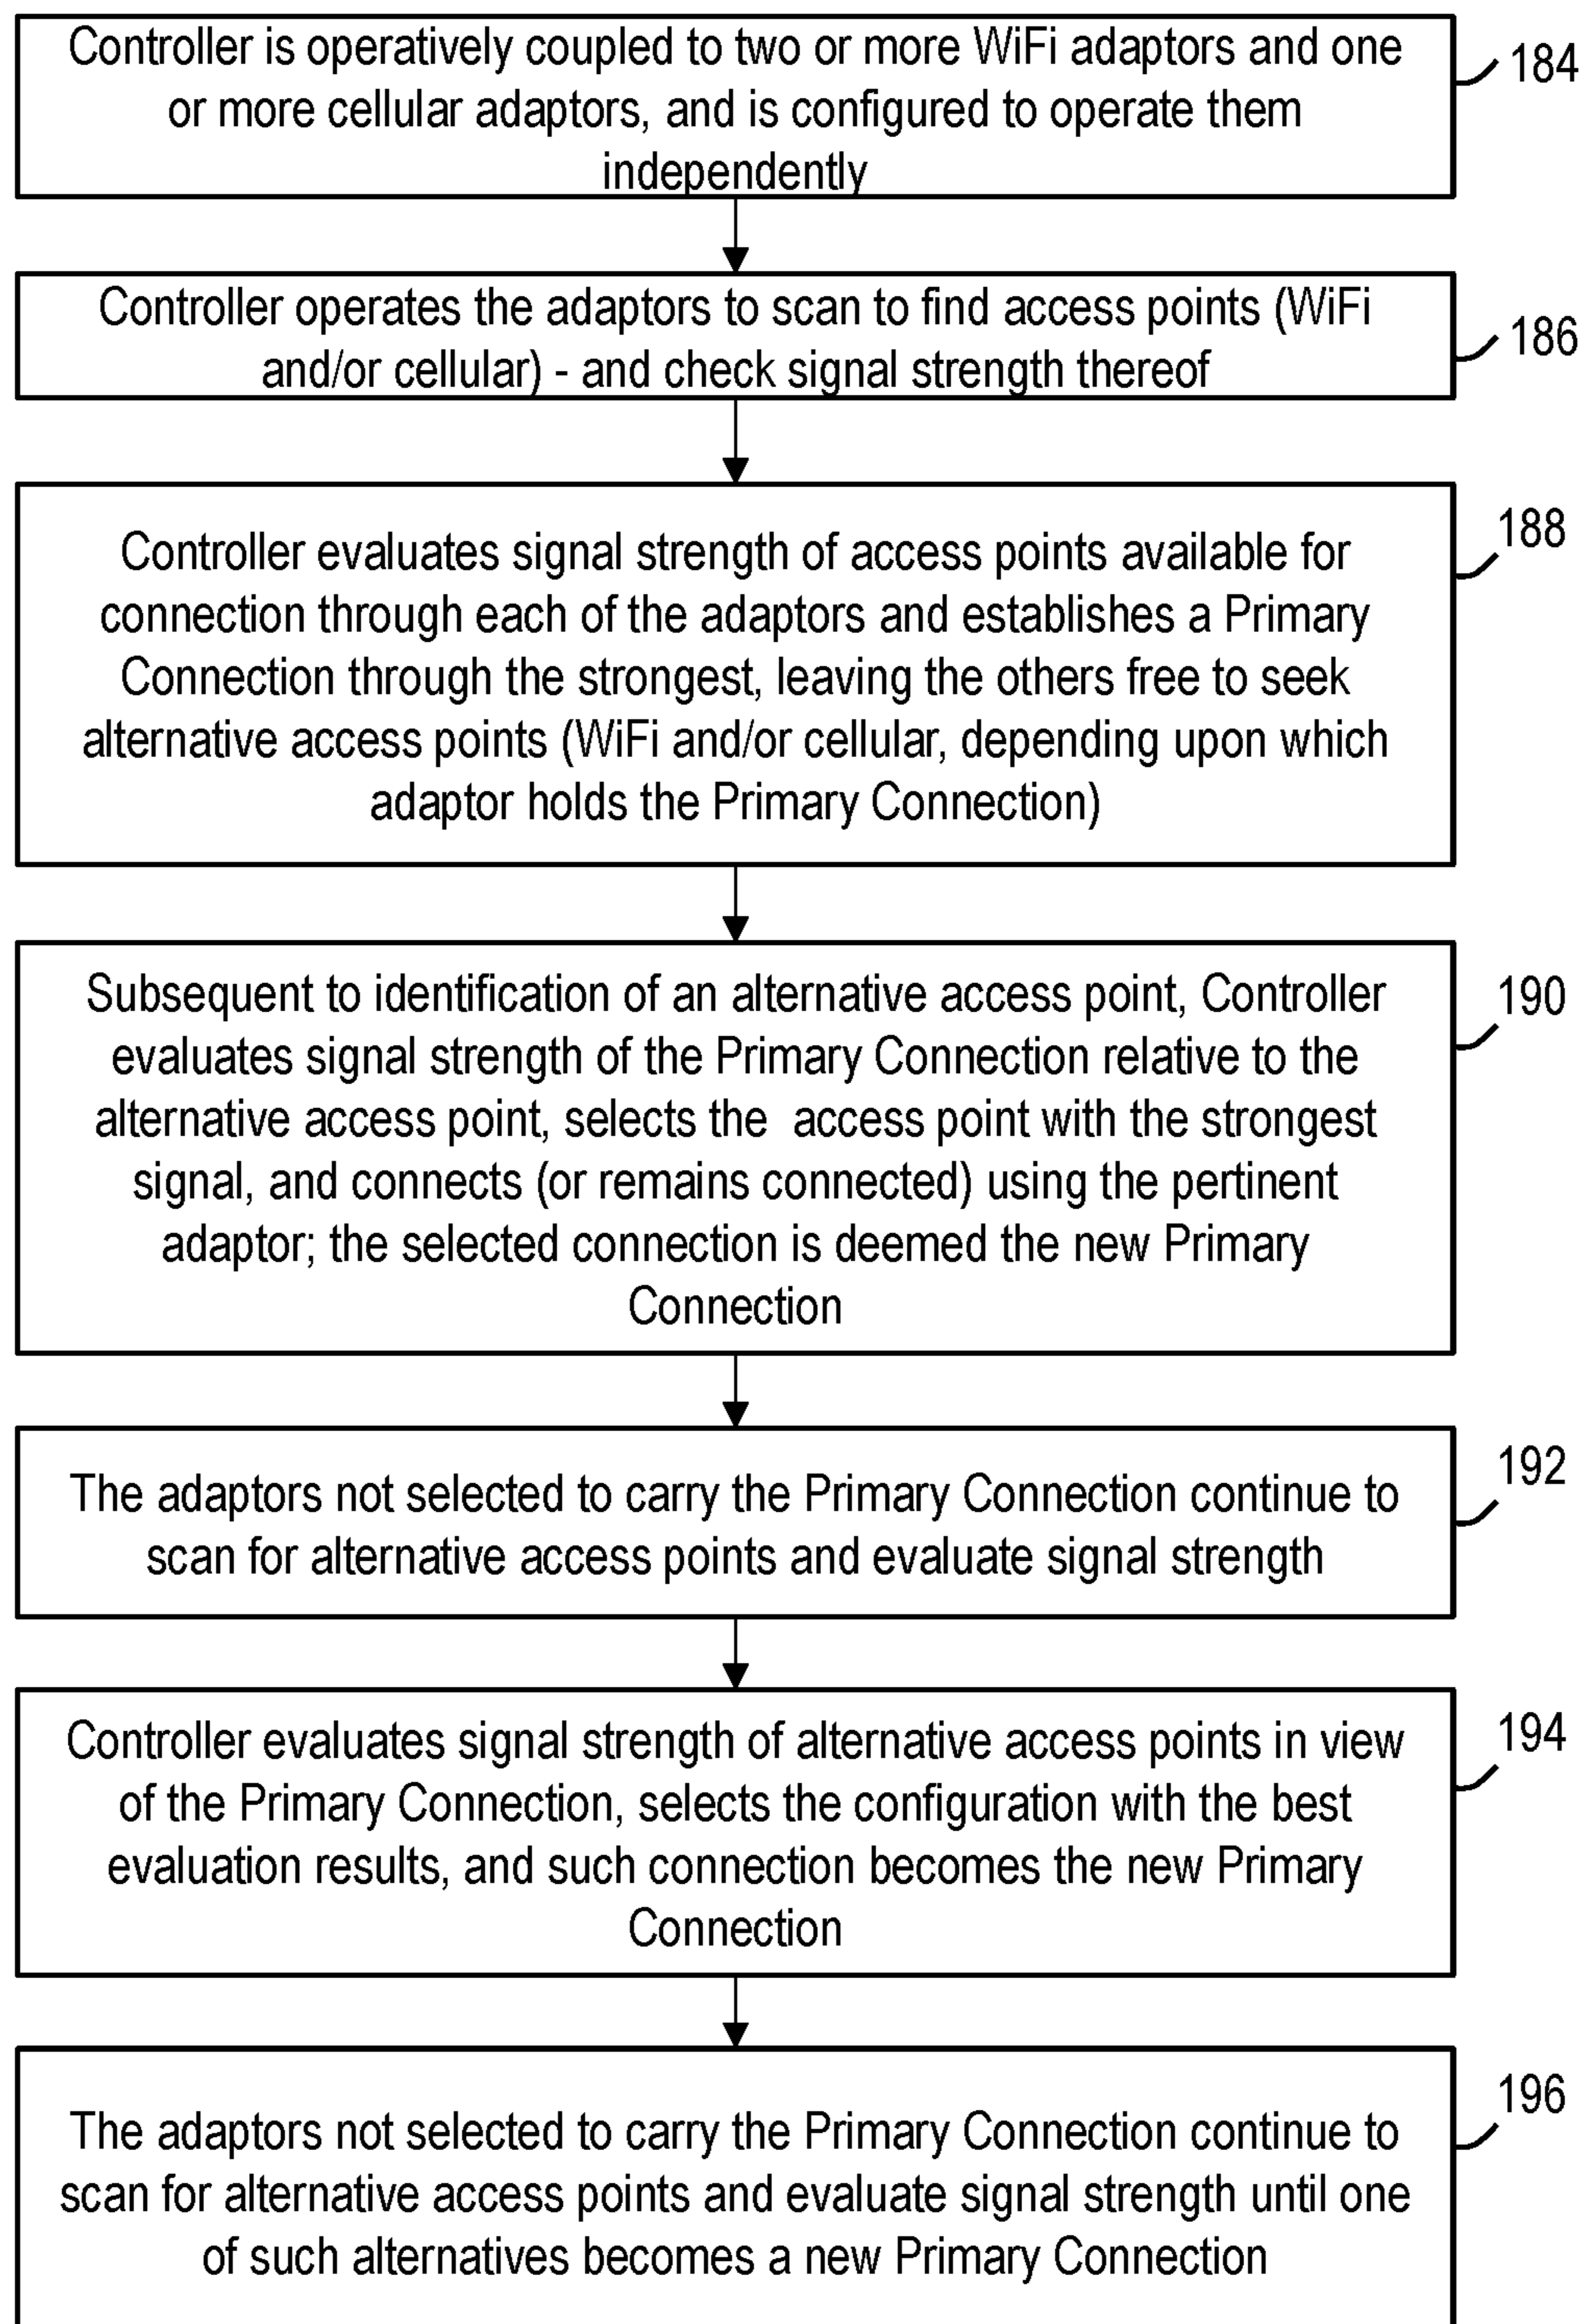 Controller is operatively coupled to two or more WiFi adaptors and one
or more cellular adaptors, and is configured to operate them
independently
184
Controller operates the adaptors to scan to find access points (WiFi
and/or cellular) - and check signal strength thereof
186
Controller evaluates signal strength of access points available for
connection through each of the adaptors and establishes a Primary
Connection through the strongest, leaving the others free to seek
alternative access points (WiFi and/or cellular, depending upon which
adaptor holds the Primary Connection)
188
Subsequent to identification of an alternative access point, Controller
evaluates signal strength of the Primary Connection relative to the
alternative access point, selects the  access point with the strongest
signal, and connects (or remains connected) using the pertinent
adaptor; the selected connection is deemed the new Primary
Connection
190
The adaptors not selected to carry the Primary Connection continue to
scan for alternative access points and evaluate signal strength
192
Controller evaluates signal strength of alternative access points in view
of the Primary Connection, selects the configuration with the best
evaluation results, and such connection becomes the new Primary
Connection
194
The adaptors not selected to carry the Primary Connection continue to
scan for alternative access points and evaluate signal strength until one
of such alternatives becomes a new Primary Connection
196